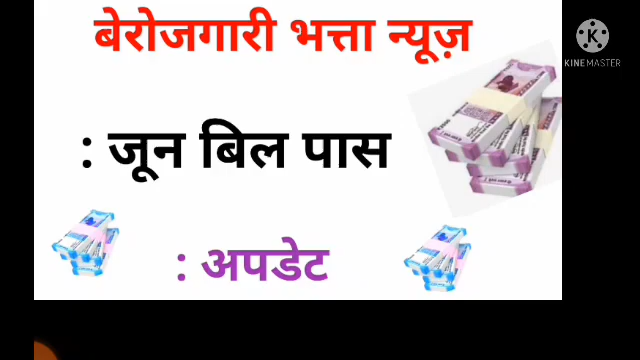 बेरोजगारी भत्ता न्यूज़
KINEMASTER
: जून बिल पास
: अपडेट